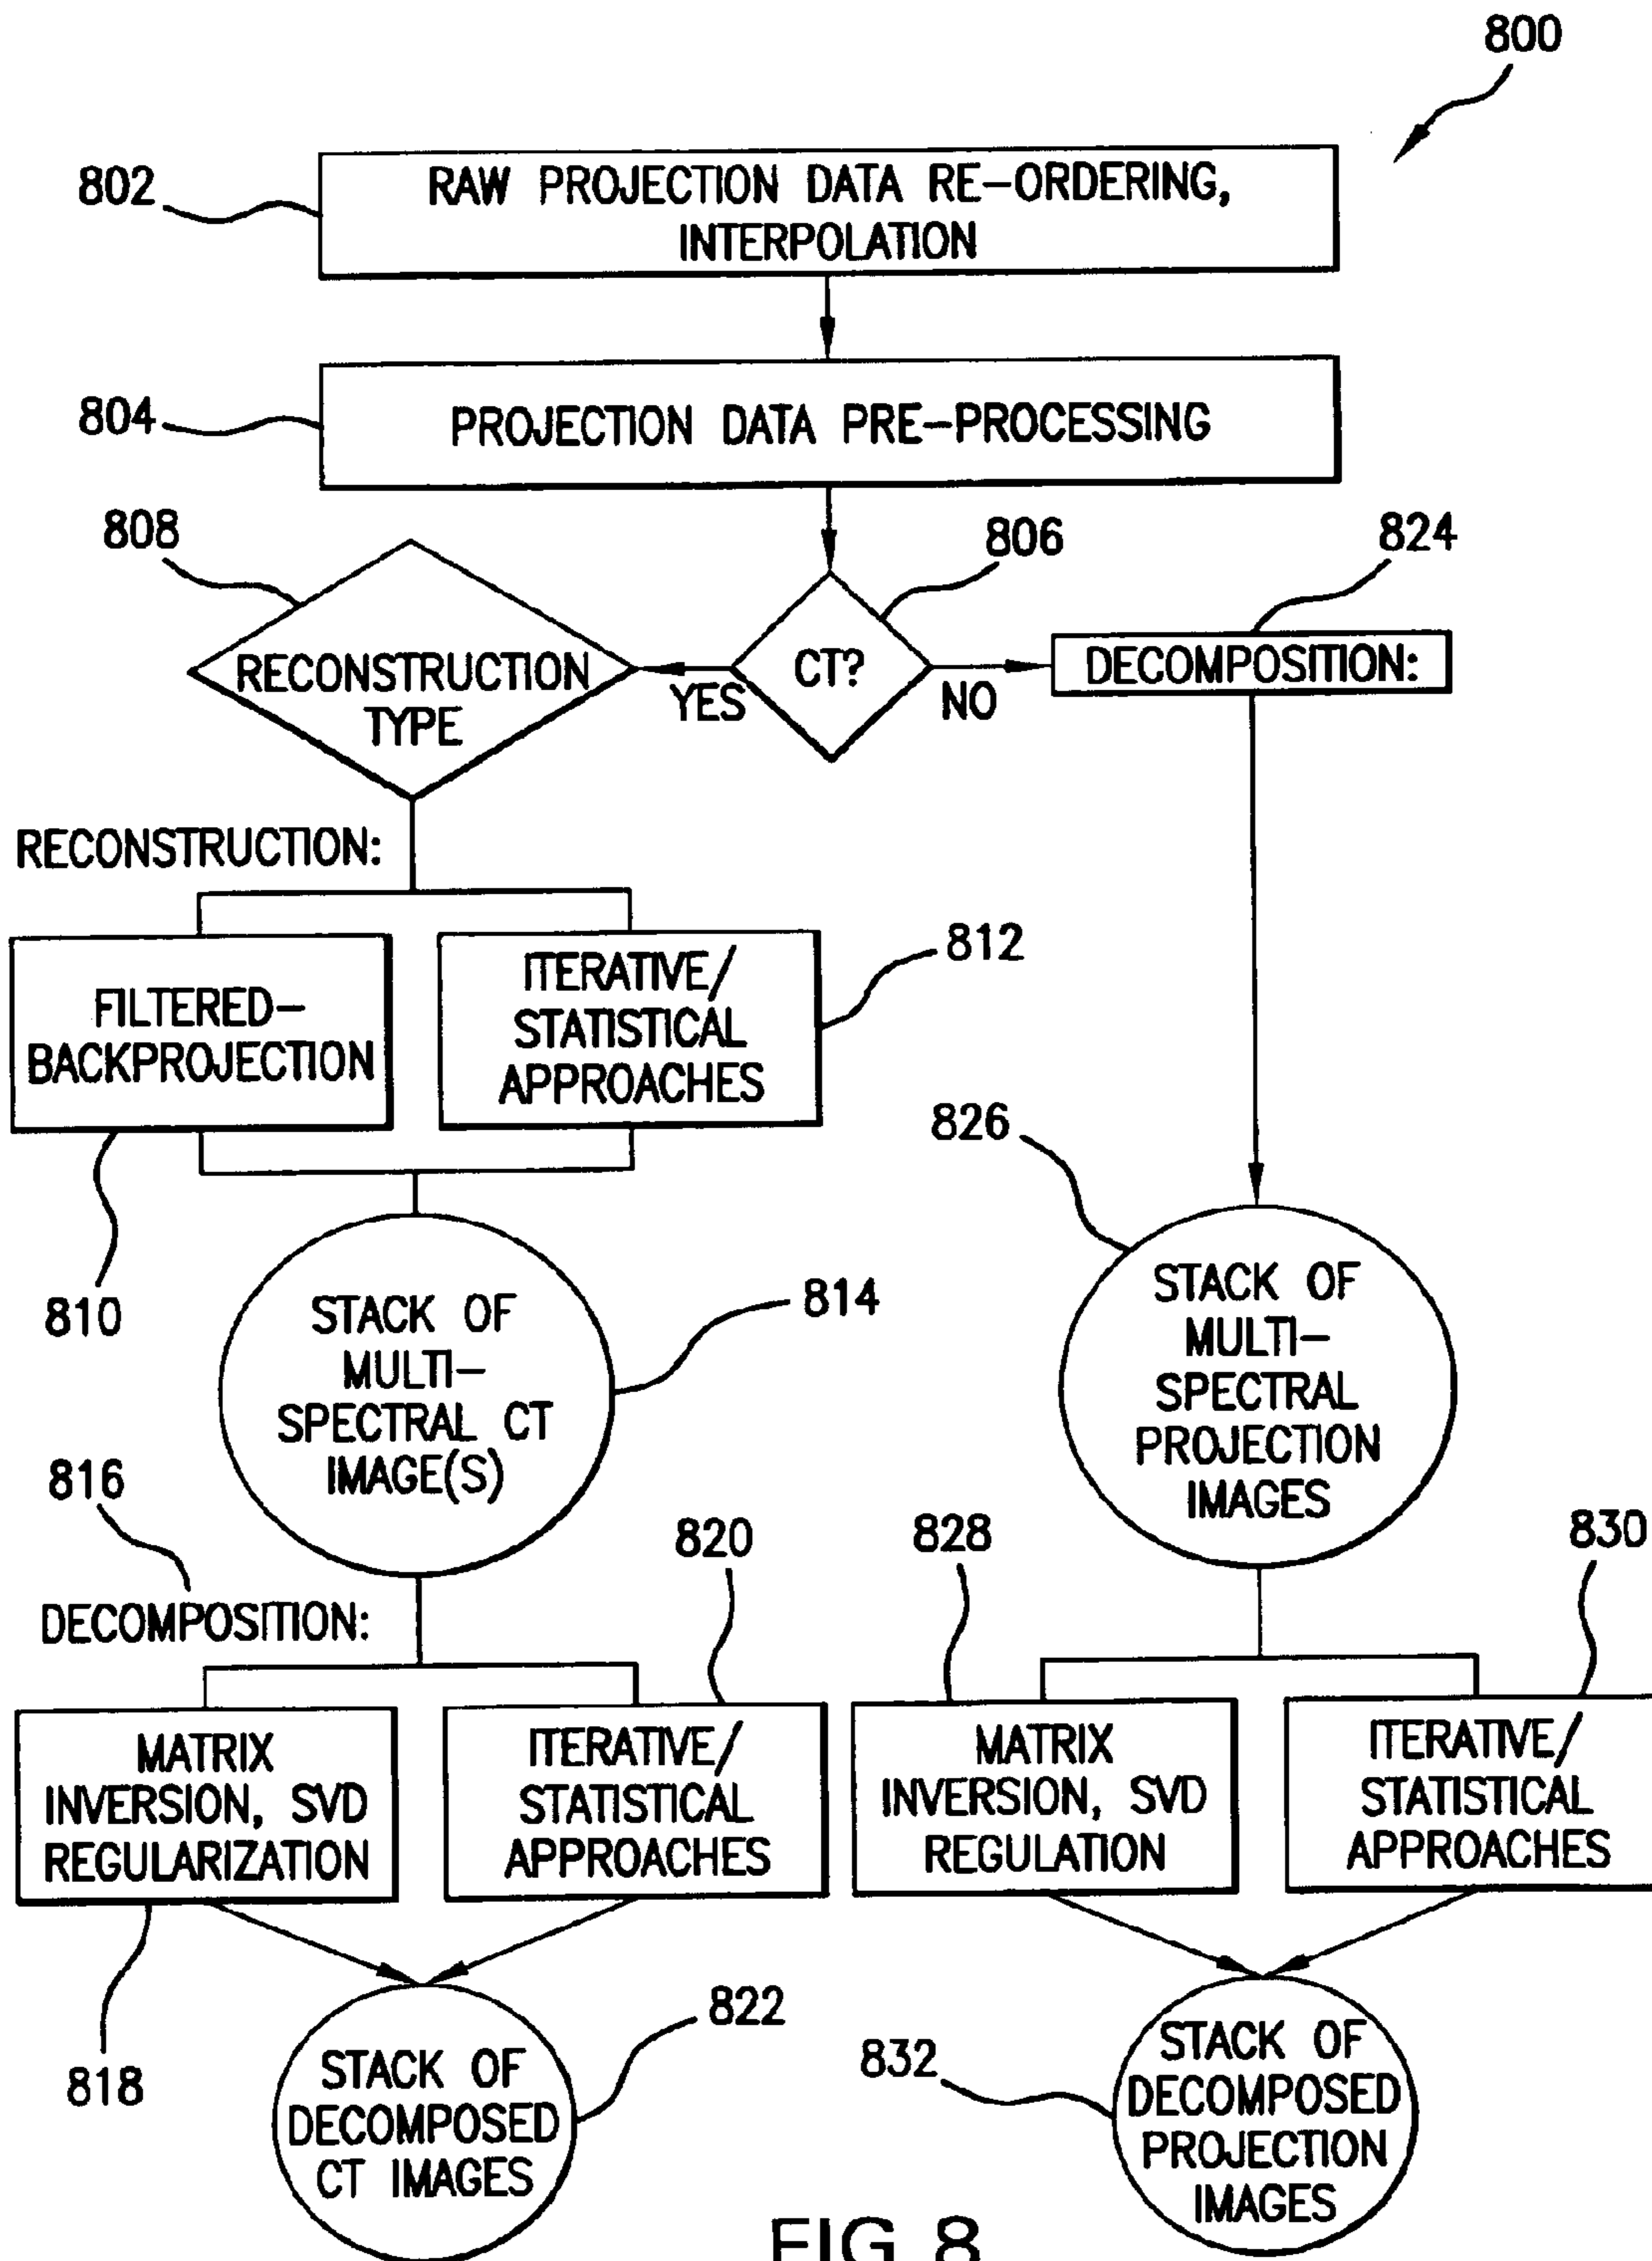 800
802
RAW PROJECTION DATA RE-ORDERING,
INTERPOLATION
804
PROJECTION DATA PRE-PROCESSING
808
806
824
RECONSTRUCTION
TYPE
YES
CT?
NO
DECOMPOSITION:
RECONSTRUCTION:
FILTERED-
BACKPROJECTION
810
ITERATIVE/
STATISTICAL
APPROACHES
812
STACK OF
MULTI-
SPECTRAL CT
IMAGE(S)
814
826
STACK OF
MULTI-
SPECTRAL
PROJECTION
IMAGES
816
DECOMPOSITION:
820
828
830
MATRIX
INVERSION, SVD
REGULARIZATION
818
ITERATIVE/
STATISTICAL
APPROACHES
MATRIX
INVERSION, SVD
REGULATION
ITERATIVE/
STATISTICAL
APPROACHES
STACK OF
DECOMPOSED
CT IMAGES
822
832
STACK OF
DECOMPOSED
PROJECTION
IMAGES
FIG 8